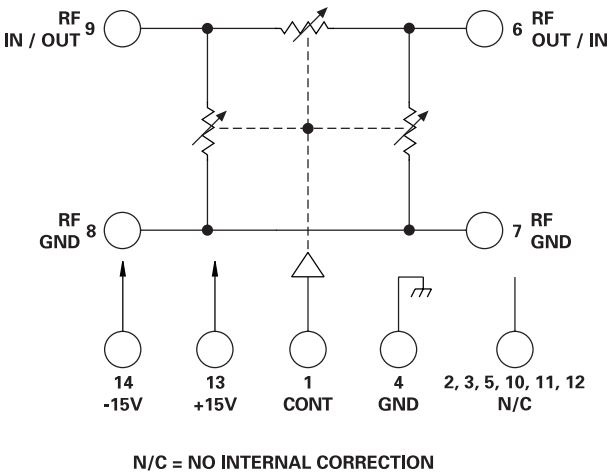 RF
IN / OUT 9
6 RF
OUT / IN
RF
GND 8
7 RF
GND
14
-15V
13
+15V
1
CONT
4
GND
2, 3, 5, 10, 11, 12
N/C
N/C = NO INTERNAL CORRECTION